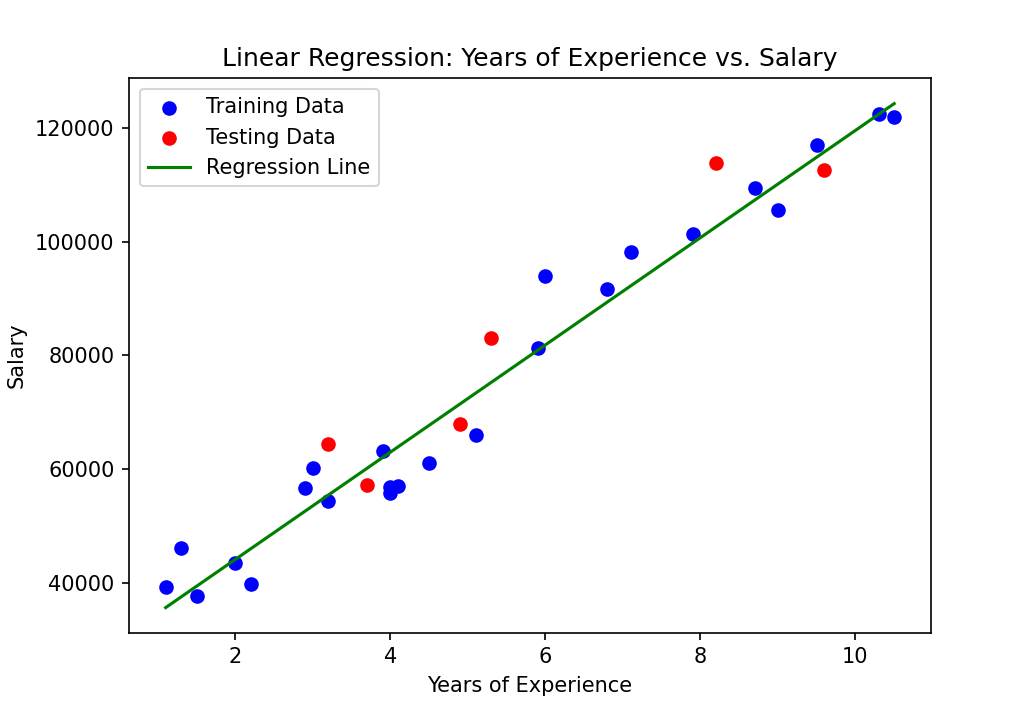 Linear Regression: Years of Experience vs. Salary
Training Data
Testing Data
Regression Line
120000
100000
80000
60000
40000
Salary
2 4 6 8 10
Years of Experience